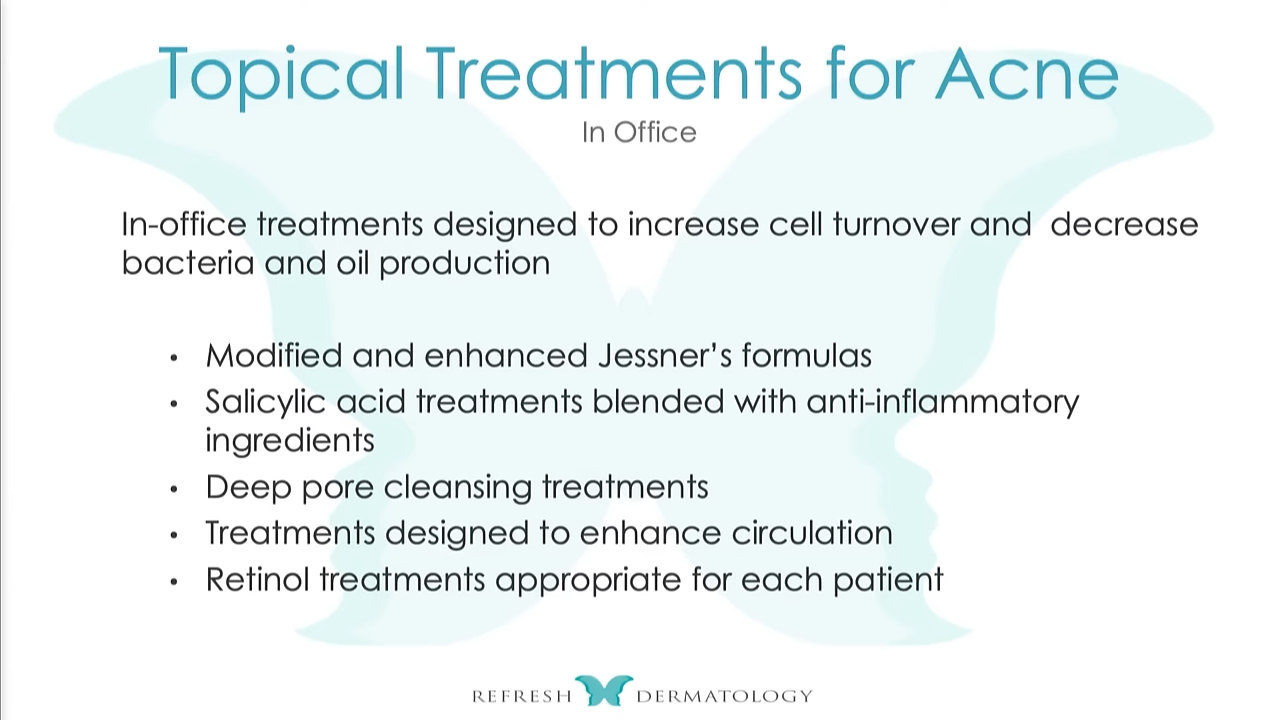 Topical Treatments for Acne
In Office
In-office treatments designed to increase cell turnover and  decrease
bacteria and oil production
• Modified and enhanced Jessner’s formulas
• Salicylic acid treatments blended with anti-inflammatory
ingredients
• Deep pore cleansing treatments
• Treatments designed to enhance circulation
• Retinol treatments appropriate for each patient
REFRESH DERMATOLOGY